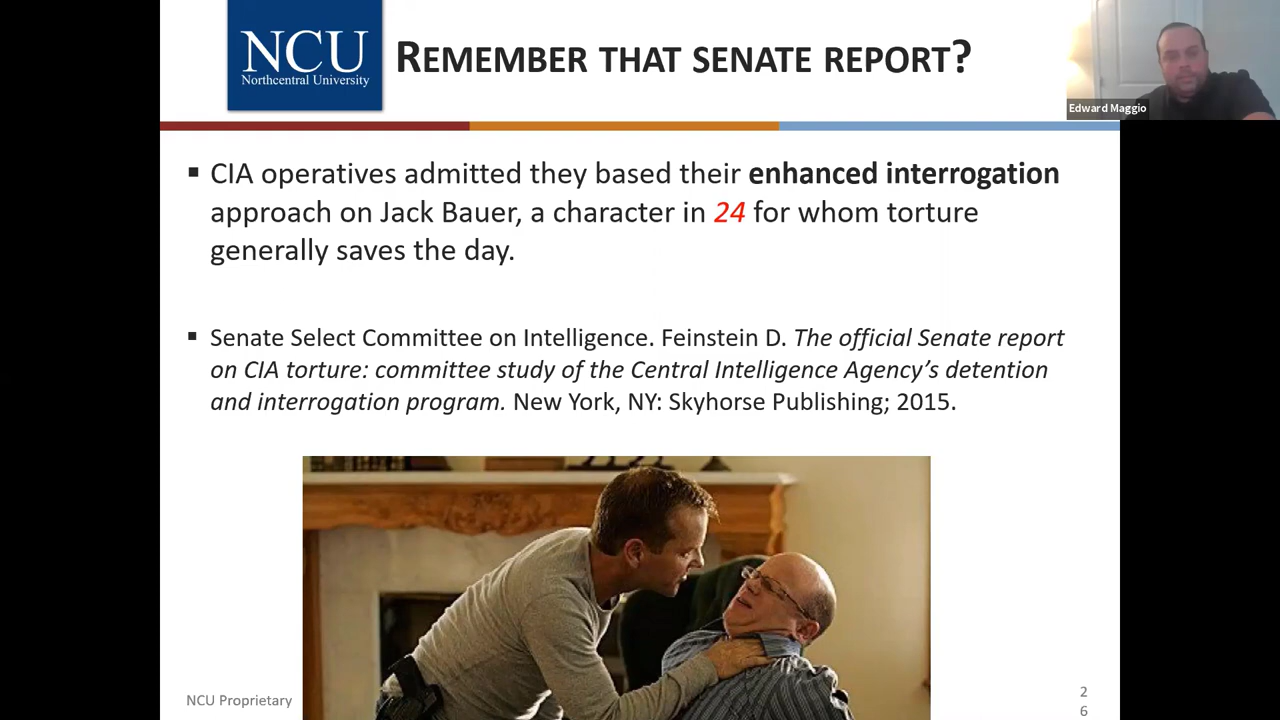 NCU
Northcentral University
REMEMBER THAT SENATE REPORT?
Edward Maggio
▪ CIA operatives admitted they based their enhanced interrogation
approach on Jack Bauer, a character in 24 for whom torture
generally saves the day.
▪ Senate Select Committee on Intelligence. Feinstein D. The official Senate report
on CIA torture: committee study of the Central Intelligence Agency’s detention
and interrogation program. New York, NY: Skyhorse Publishing; 2015.
NCU Proprietary
2
6